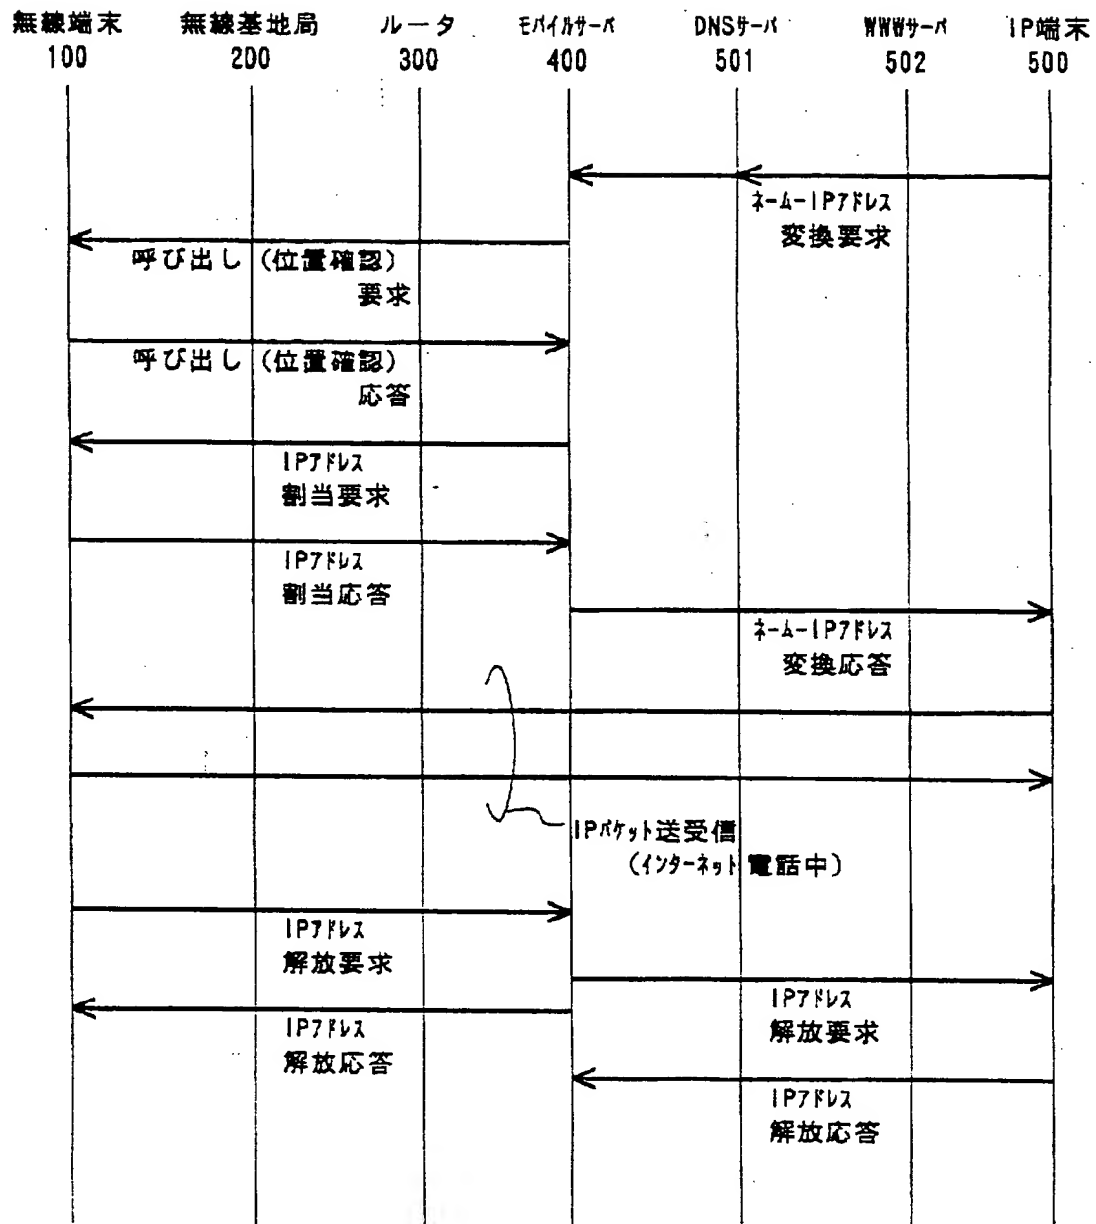 無線端末 無線基地局 ルータ モバイルサーバ DNSサーバ WWWサーバ IP端末
100 200 300 400 501 502 500
ネーム－IPアドレス
変換要求
呼び出し（位置確認）
要求
呼び出し（位置確認）
応答
IPアドレス
割当要求
IPアドレス
割当応答
ネーム－IPアドレス
変換応答
IPパケット送受信
（インターネット電話中）
IPアドレス
解放要求
IPアドレス
解放要求
IPアドレス
解放応答
IPアドレス
解放応答